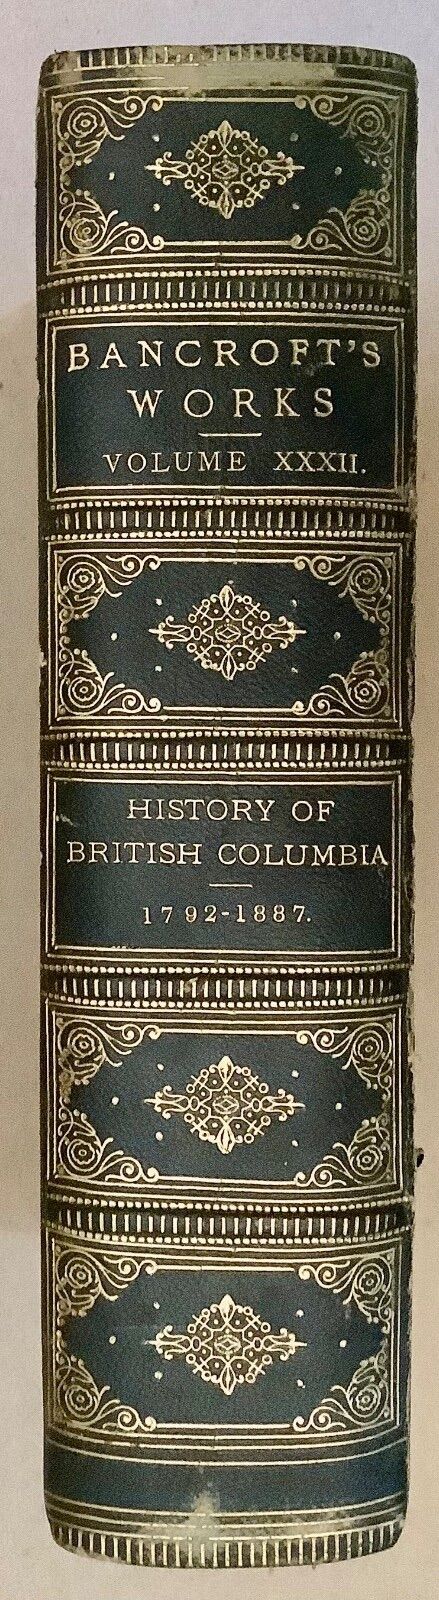 BANCROFT'S
WORKS
VOLUME XXXII.
HISTORY OF
BRITISH COLUMBIA
1792-1887.